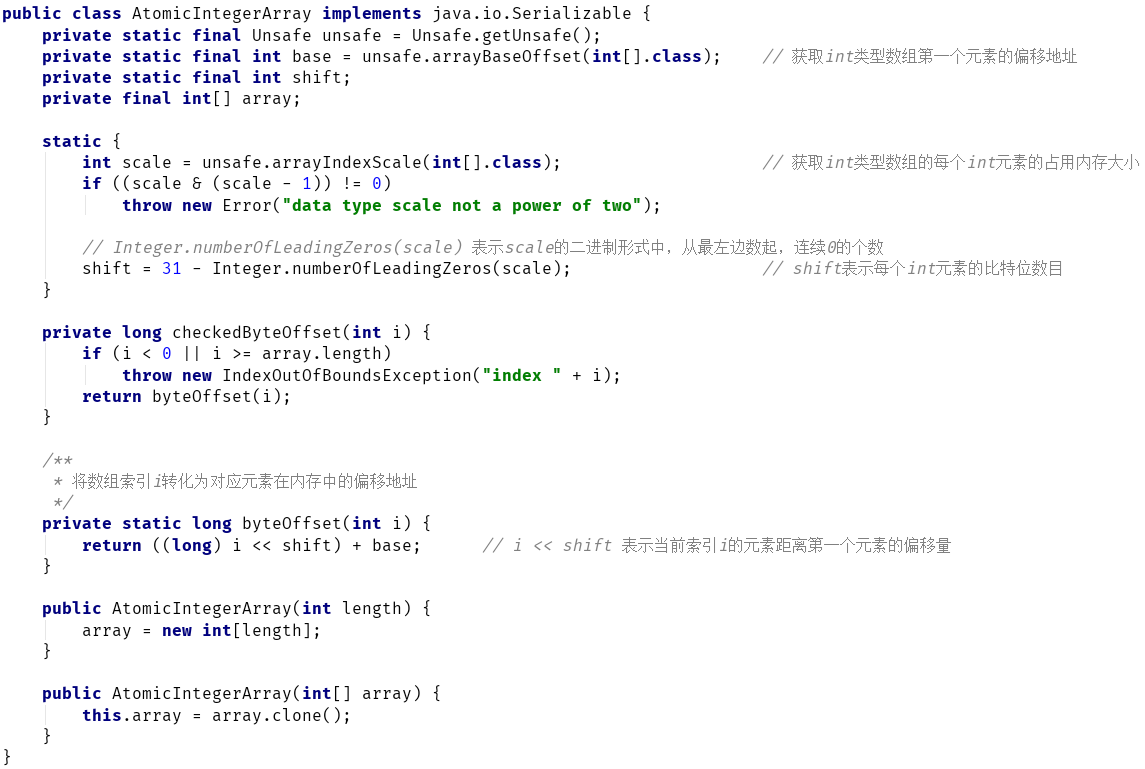 public class AtomicIntegerArray implements java.io.Serializable {
    private static final Unsafe unsafe = Unsafe.getUnsafe();
    private static final int base = unsafe.arrayBaseOffset(int[].class);    // 获取int类型数组第一个元素的偏移地址
    private static final int shift;
    private final int[] array;

    static {
        int scale = unsafe.arrayIndexScale(int[].class);                    // 获取int类型数组的每个int元素的占用内存大小
        if ((scale & (scale - 1)) != 0)
            throw new Error("data type scale not a power of two");

        // Integer.numberOfLeadingZeros(scale) 表示scale的二进制形式中，从最左边数起，连续0的个数
        shift = 31 - Integer.numberOfLeadingZeros(scale);                   // shift表示每个int元素的比特位数目
    }

    private long checkedByteOffset(int i) {
        if (i < 0 || i >= array.length)
            throw new IndexOutOfBoundsException("index " + i);
        return byteOffset(i);
    }

    /**
     * 将数组索引i转化为对应元素在内存中的偏移地址
     */
    private static long byteOffset(int i) {
        return ((long) i << shift) + base;      // i << shift 表示当前索引i的元素距离第一个元素的偏移量
    }

    public AtomicIntegerArray(int length) {
        array = new int[length];
    }

    public AtomicIntegerArray(int[] array) {
        this.array = array.clone();
    }
}